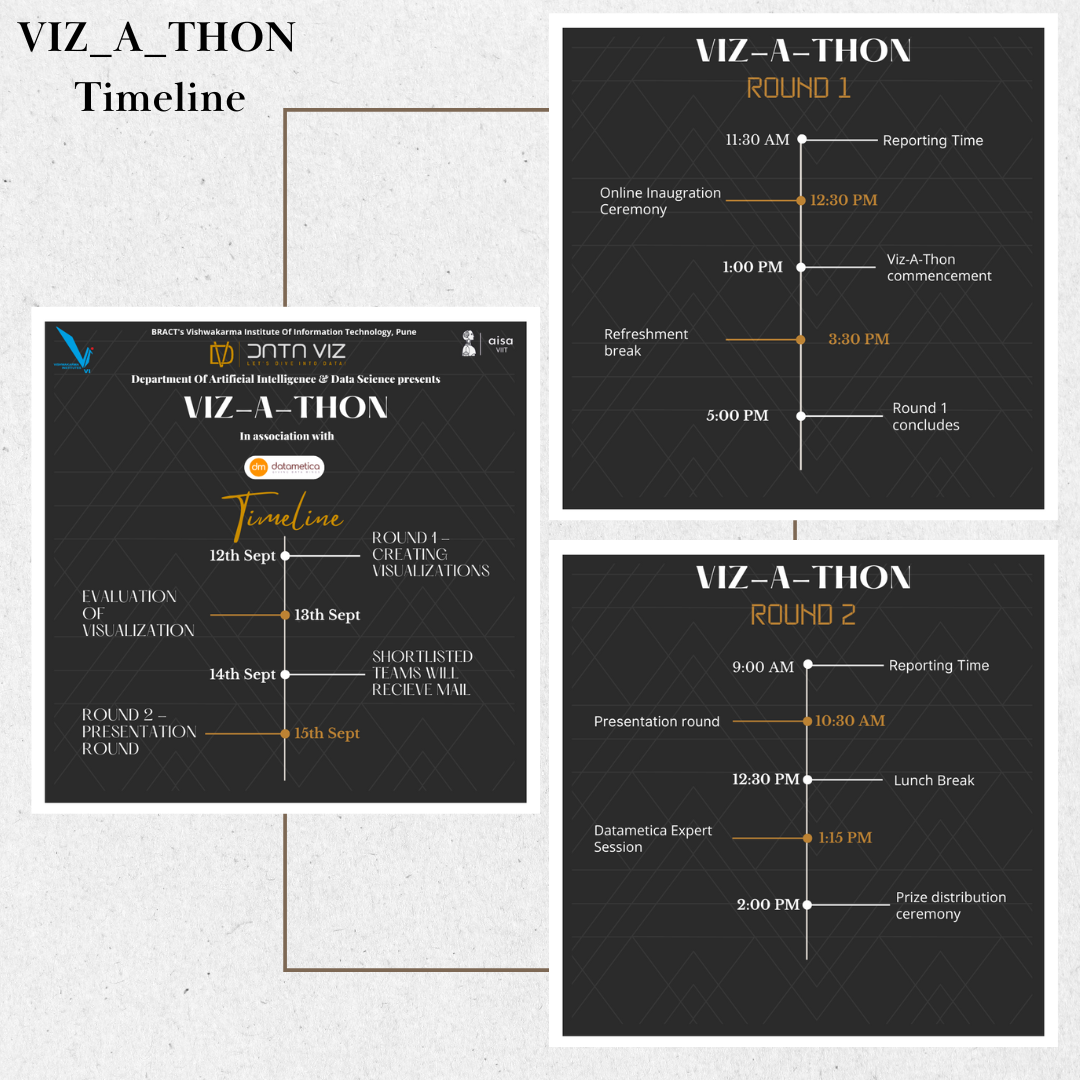 VIZ_A_THON
Timeline
BRACT's Vishwakarma Institute Of Information Technology, Pune
VI
DATA VIZ
LET'S DIVE INTO DATA!
aisa
VIIT
Department Of Artificial Intelligence & Data Science presents
VIZ-A-THON
In association with
dm datametica
Timeline
12th Sept
ROUND 1 –
CREATING
VISUALIZATIONS
EVALUATION
OF
VISUALIZATION
13th Sept
14th Sept
SHORTLISTED
TEAMS WILL
RECIEVE MAIL
ROUND 2 –
PRESENTATION
ROUND
15th Sept
VIZ-A-THON
ROUND 1
11:30 AM
Reporting Time
Online Inaugration
Ceremony
12:30 PM
1:00 PM
Viz-A-Thon
commencement
Refreshment
break
3:30 PM
5:00 PM
Round 1
concludes
VIZ-A-THON
ROUND 2
9:00 AM
Reporting Time
Presentation round
10:30 AM
12:30 PM
Lunch Break
Datametica Expert
Session
1:15 PM
2:00 PM
Prize distribution
ceremony